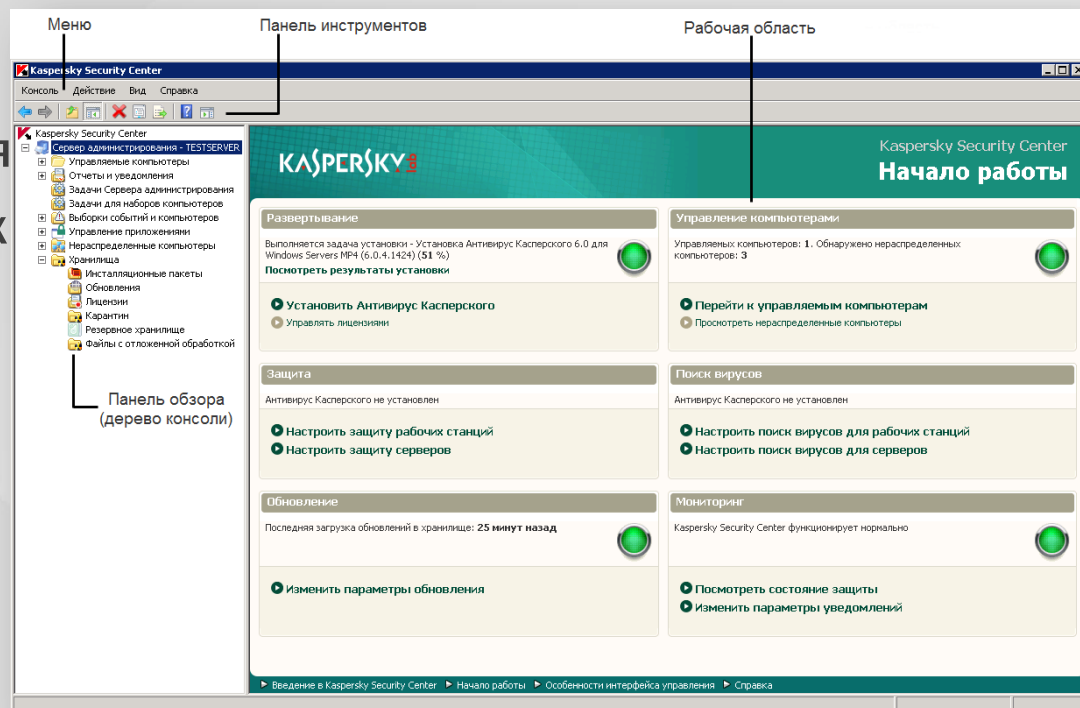 Меню
Панель инструментов
Рабочая область
Kaspersky Security Center
Консоль Действие Вид Справка
Я
Х
Kaspersky Security Center
Сервер администрирования - TESTSERVER
Управляемые компьютеры
Отчеты и уведомления
Задачи Сервера администрирования
Задачи для наборов компьютеров
Выборки событий и компьютеров
Управление приложениями
Нераспределенные компьютеры
Хранилища
Инсталляционные пакеты
Обновления
Лицензии
Карантин
Резервное хранилище
Файлы с отложенной обработкой
Панель обзора
(дерево консоли)
KASPERSKY lab
Kaspersky Security Center
Начало работы
Развертывание
Выполняется задача установки - Установка Антивирус Касперского 6.0 для
Windows Servers MP4 (6.0.4.1424) (51 %)
Посмотреть результаты установки
Установить Антивирус Касперского
Управлять лицензиями
Управление компьютерами
Управляемых компьютеров: 1. Обнаружено нераспределенных
компьютеров: 3
Перейти к управляемым компьютерам
Просмотреть нераспределенные компьютеры
Защита
Антивирус Касперского не установлен
Настроить защиту рабочих станций
Настроить защиту серверов
Поиск вирусов
Антивирус Касперского не установлен
Настроить поиск вирусов для рабочих станций
Настроить поиск вирусов для серверов
Обновление
Последняя загрузка обновлений в хранилище: 25 минут назад
Изменить параметры обновления
Мониторинг
Kaspersky Security Center функционирует нормально
Посмотреть состояние защиты
Изменить параметры уведомлений
Введение в Kaspersky Security Center Начало работы Особенности интерфейса управления Справка